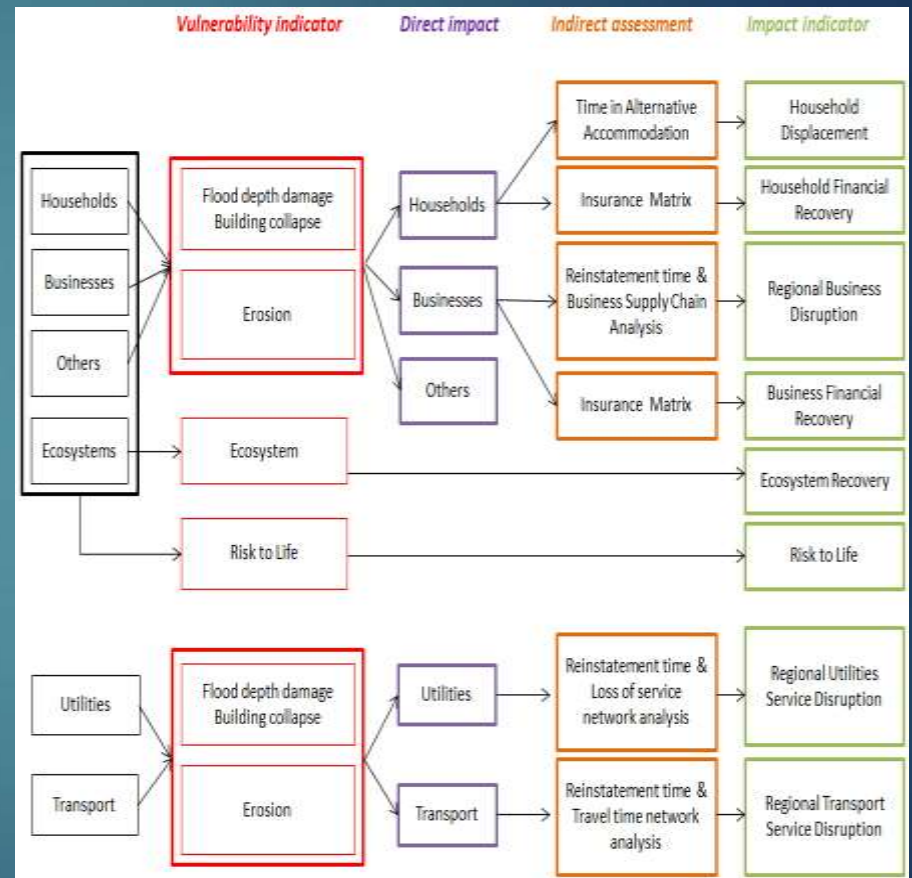 Vulnerability indicator
Direct impact
Indirect assessment
Impact indicator
Households
Businesses
Others
Ecosystems
Flood depth damage
Building collapse
Erosion
Ecosystem
Risk to Life
Households
Businesses
Others
Time in Alternative
Accommodation
Insurance Matrix
Reinstatement time &
Business Supply Chain
Analysis
Insurance Matrix
Household
Displacement
Household Financial
Recovery
Regional Business
Disruption
Business Financial
Recovery
Ecosystem Recovery
Risk to Life
Utilities
Transport
Flood depth damage
Building collapse
Erosion
Utilities
Transport
Reinstatement time &
Loss of service
network analysis
Reinstatement time &
Travel time network
analysis
Regional Utilities
Service Disruption
Regional Transport
Service Disruption